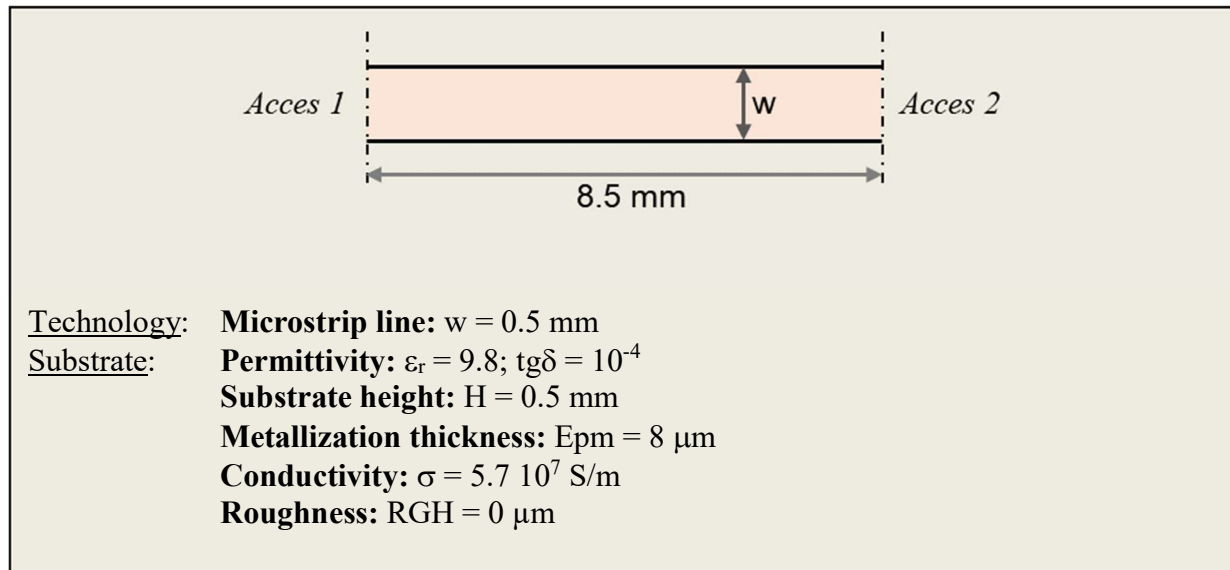 Acces 1 w Acces 2
8.5 mm
Technology: Microstrip line: w = 0.5 mm
Substrate: Permittivity: εr = 9.8; tgδ = 10-4
Substrate height: H = 0.5 mm
Metallization thickness: Epm = 8 μm
Conductivity: σ = 5.7 107 S/m
Roughness: RGH = 0 μm